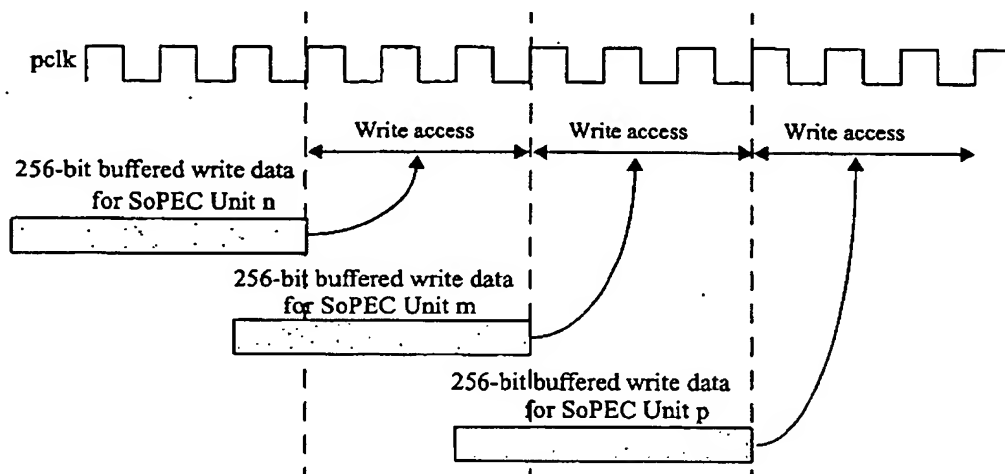 pclk
Write access
Write access
Write access
256-bit buffered write data
for SoPEC Unit n
256-bit buffered write data
for SoPEC Unit m
256-bit buffered write data
for SoPEC Unit p